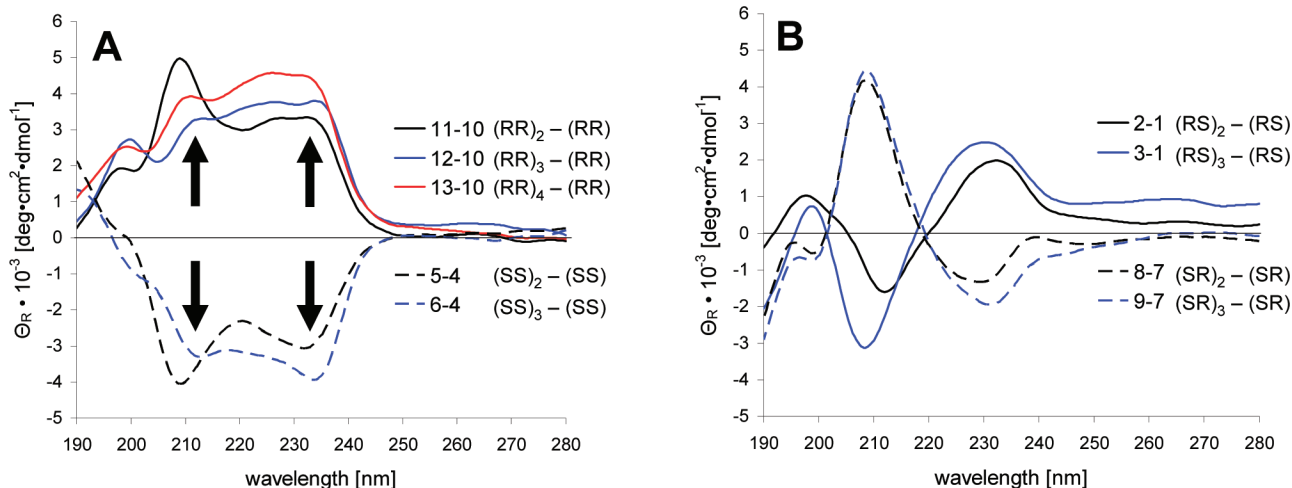 A
6
5
4
3
2
1
0
-1
-2
-3
-4
-5
Θ_R • 10⁻³ [deg•cm²•dmol⁻¹]
11-10 (RR)₂ – (RR)
12-10 (RR)₃ – (RR)
13-10 (RR)₄ – (RR)
5-4 (SS)₂ – (SS)
6-4 (SS)₃ – (SS)
190 200 210 220 230 240 250 260 270 280
wavelength [nm]
B
6
5
4
3
2
1
0
-1
-2
-3
-4
-5
Θ_R • 10⁻³ [deg•cm²•dmol⁻¹]
2-1 (RS)₂ – (RS)
3-1 (RS)₃ – (RS)
8-7 (SR)₂ – (SR)
9-7 (SR)₃ – (SR)
190 200 210 220 230 240 250 260 270 280
wavelength [nm]